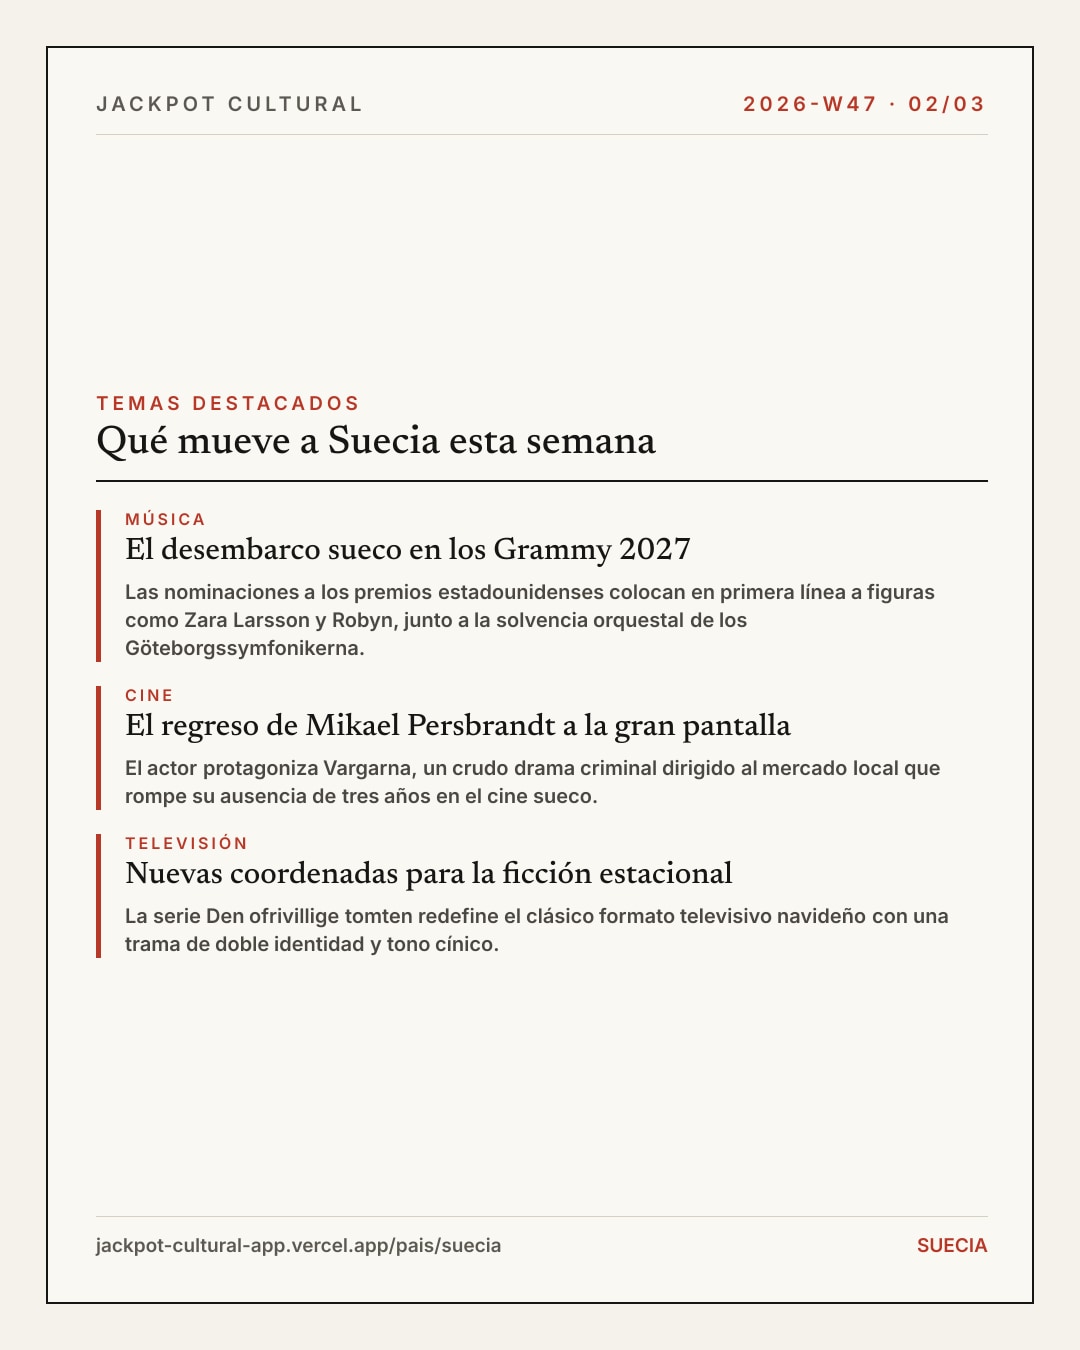 JACKPOT CULTURAL
2026-W47 · 02/03
TEMAS DESTACADOS
Qué mueve a Suecia esta semana
MÚSICA
El desembarco sueco en los Grammy 2027
Las nominaciones a los premios estadounidenses colocan en primera línea a figuras
como Zara Larsson y Robyn, junto a la solvencia orquestal de los
Göteborgssymfonikerna.
CINE
El regreso de Mikael Persbrandt a la gran pantalla
El actor protagoniza Vargarna, un crudo drama criminal dirigido al mercado local que
rompe su ausencia de tres años en el cine sueco.
TELEVISIÓN
Nuevas coordenadas para la ficción estacional
La serie Den ofrivillige tomten redefine el clásico formato televisivo navideño con una
trama de doble identidad y tono cínico.
jackpot-cultural-app.vercel.app/pais/suecia
SUECIA